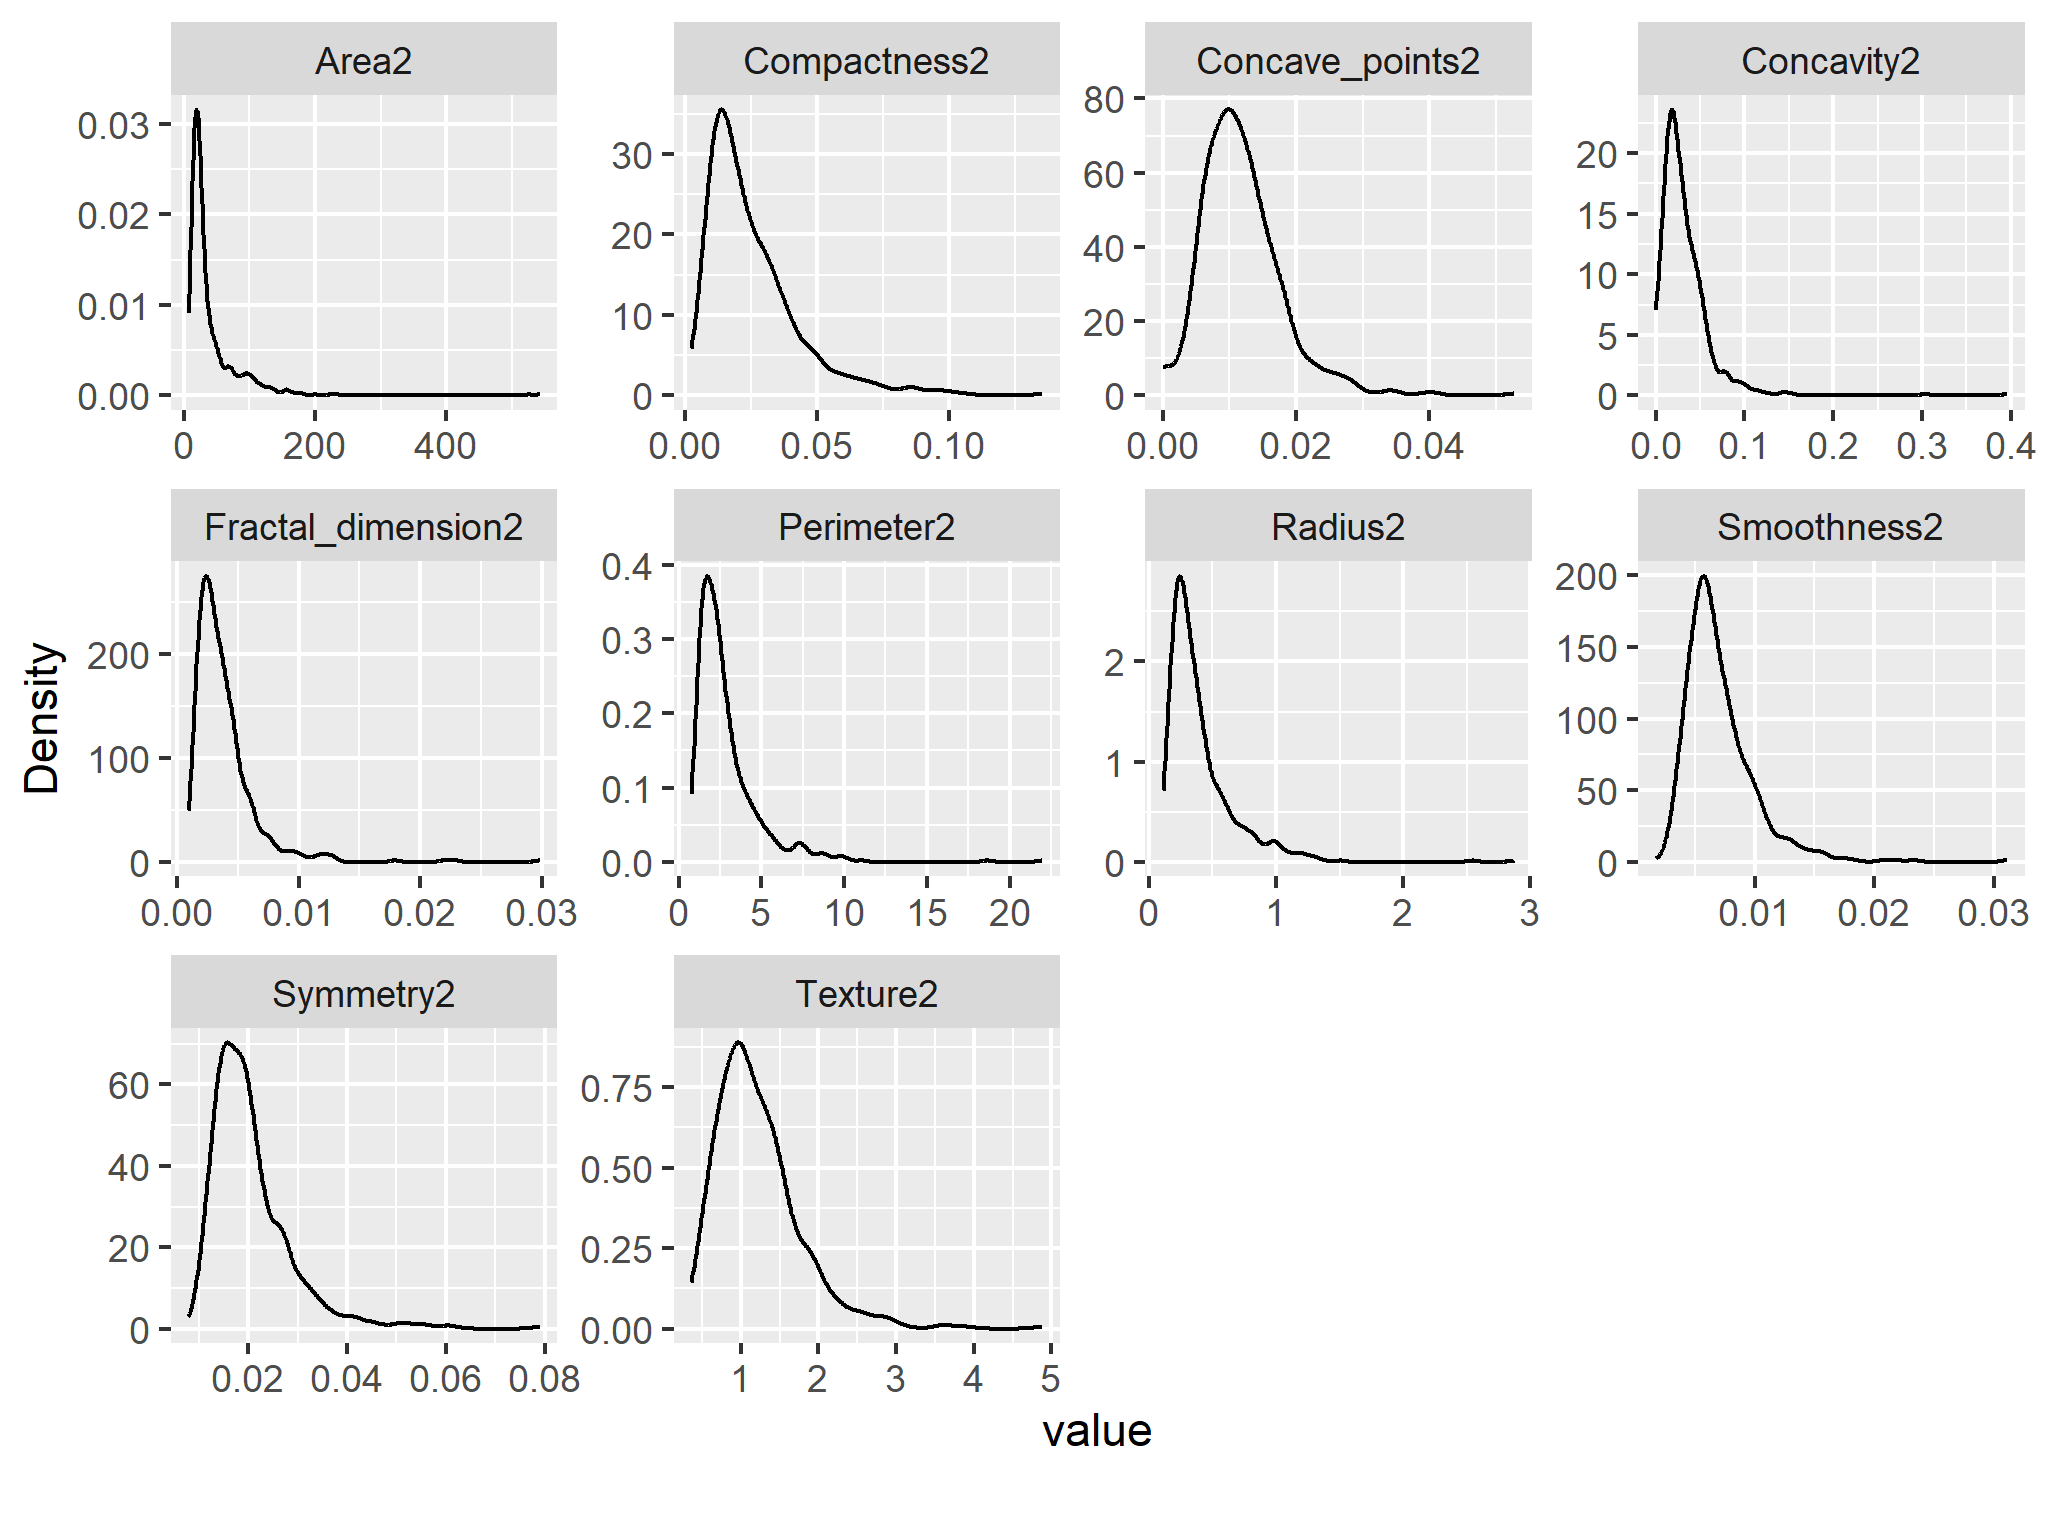 Area2
Compactness2
Concave_points2
Concavity2
0.03
0.02
0.01
0.00
30
20
10
0
80
60
40
20
0
20
15
10
5
0
0 200 400
0.00 0.05 0.10
0.00 0.02 0.04
0.0 0.1 0.2 0.3 0.4
Fractal_dimension2
Perimeter2
Radius2
Smoothness2
200
100
0
0.4
0.3
0.2
0.1
0.0
2
1
0
200
150
100
50
0
0.00 0.01 0.02 0.03
0 5 10 15 20
0 1 2 3
0.01 0.02 0.03
Density
Symmetry2
Texture2
60
40
20
0
0.75
0.50
0.25
0.00
0.02 0.04 0.06 0.08
1 2 3 4 5
value